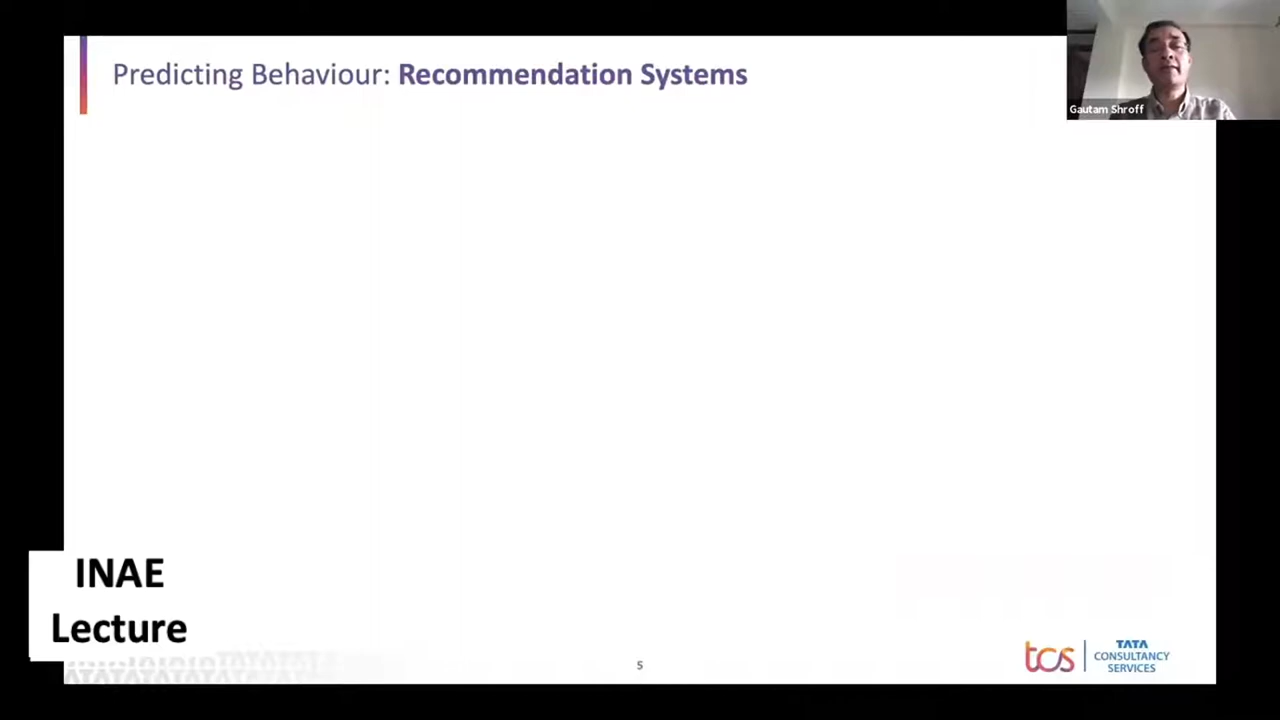 Predicting Behaviour: Recommendation Systems
Gautam Shroff
INAE
Lecture
5
tcs
TATA
CONSULTANCY
SERVICES